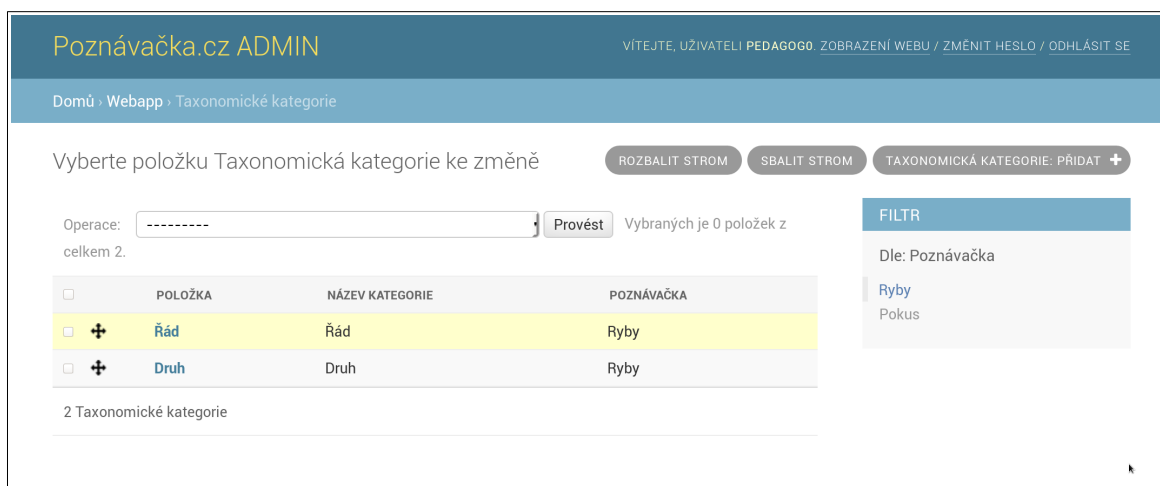 Poznávačka.cz ADMIN
VÍTEJTE, UŽIVATELI PEDAGOG0. ZOBRAZENÍ WEBU / ZMĚNIT HESLO / ODHLÁSIT SE
Domů › Webapp › Taxonomické kategorie
Vyberte položku Taxonomická kategorie ke změně
ROZBALIT STROM SBALIT STROM TAXONOMICKÁ KATEGORIE: PŘIDAT +
Operace: --------- Provést Vybraných je 0 položek z
celkem 2.
POLOŽKA NÁZEV KATEGORIE POZNÁVAČKA
Řád Řád Ryby
Druh Druh Ryby
2 Taxonomické kategorie
FILTR
Dle: Poznávačka
Ryby
Pokus